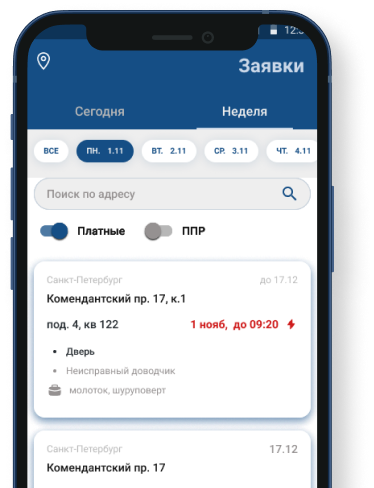 12:
Заявки
Сегодня Неделя
ВСЕ ПН. 1.11 ВТ. 2.11 СР. 3.11 ЧТ. 4.11
Поиск по адресу
Платные ППР
Санкт-Петербург до 17.12
Комендантский пр. 17, к.1
под. 4, кв 122 1 нояб, до 09:20
• Дверь
• Неисправный доводчик
молоток, шуруповерт
Санкт-Петербург 17.12
Комендантский пр. 17